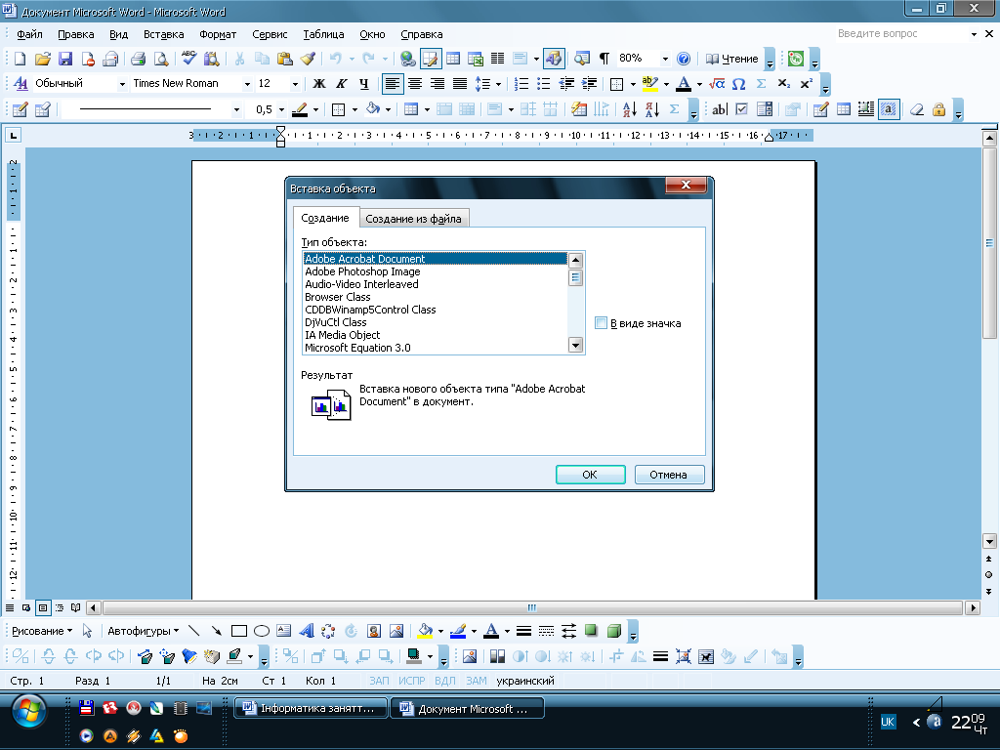 Документ Microsoft Word - Microsoft Word
Файл Правка Вид Вставка Формат Сервис Таблица Окно Справка Введите вопрос
80% Чтение
Обычный Times New Roman 12 Ж К Ч
0,5
3 2 1 1 2 3 4 5 6 7 8 9 10 11 12 13 14 15 16 17
Вставка объекта
Создание Создание из файла
Тип объекта:
Adobe Acrobat Document
Adobe Photoshop Image
Audio-Video Interleaved
Browser Class
CDDBWinamp5Control Class
DjVuCtl Class
IA Media Object
Microsoft Equation 3.0
В виде значка
Результат
Вставка нового объекта типа "Adobe Acrobat
Document" в документ.
ОК Отмена
Рисование Автофигуры
Стр. 1 Разд 1 1/1 На 2см Ст 1 Кол 1 ЗАП ИСПР ВДЛ ЗАМ украинский
Інформатика занятт... Документ Microsoft ... UK 22 09
Чт